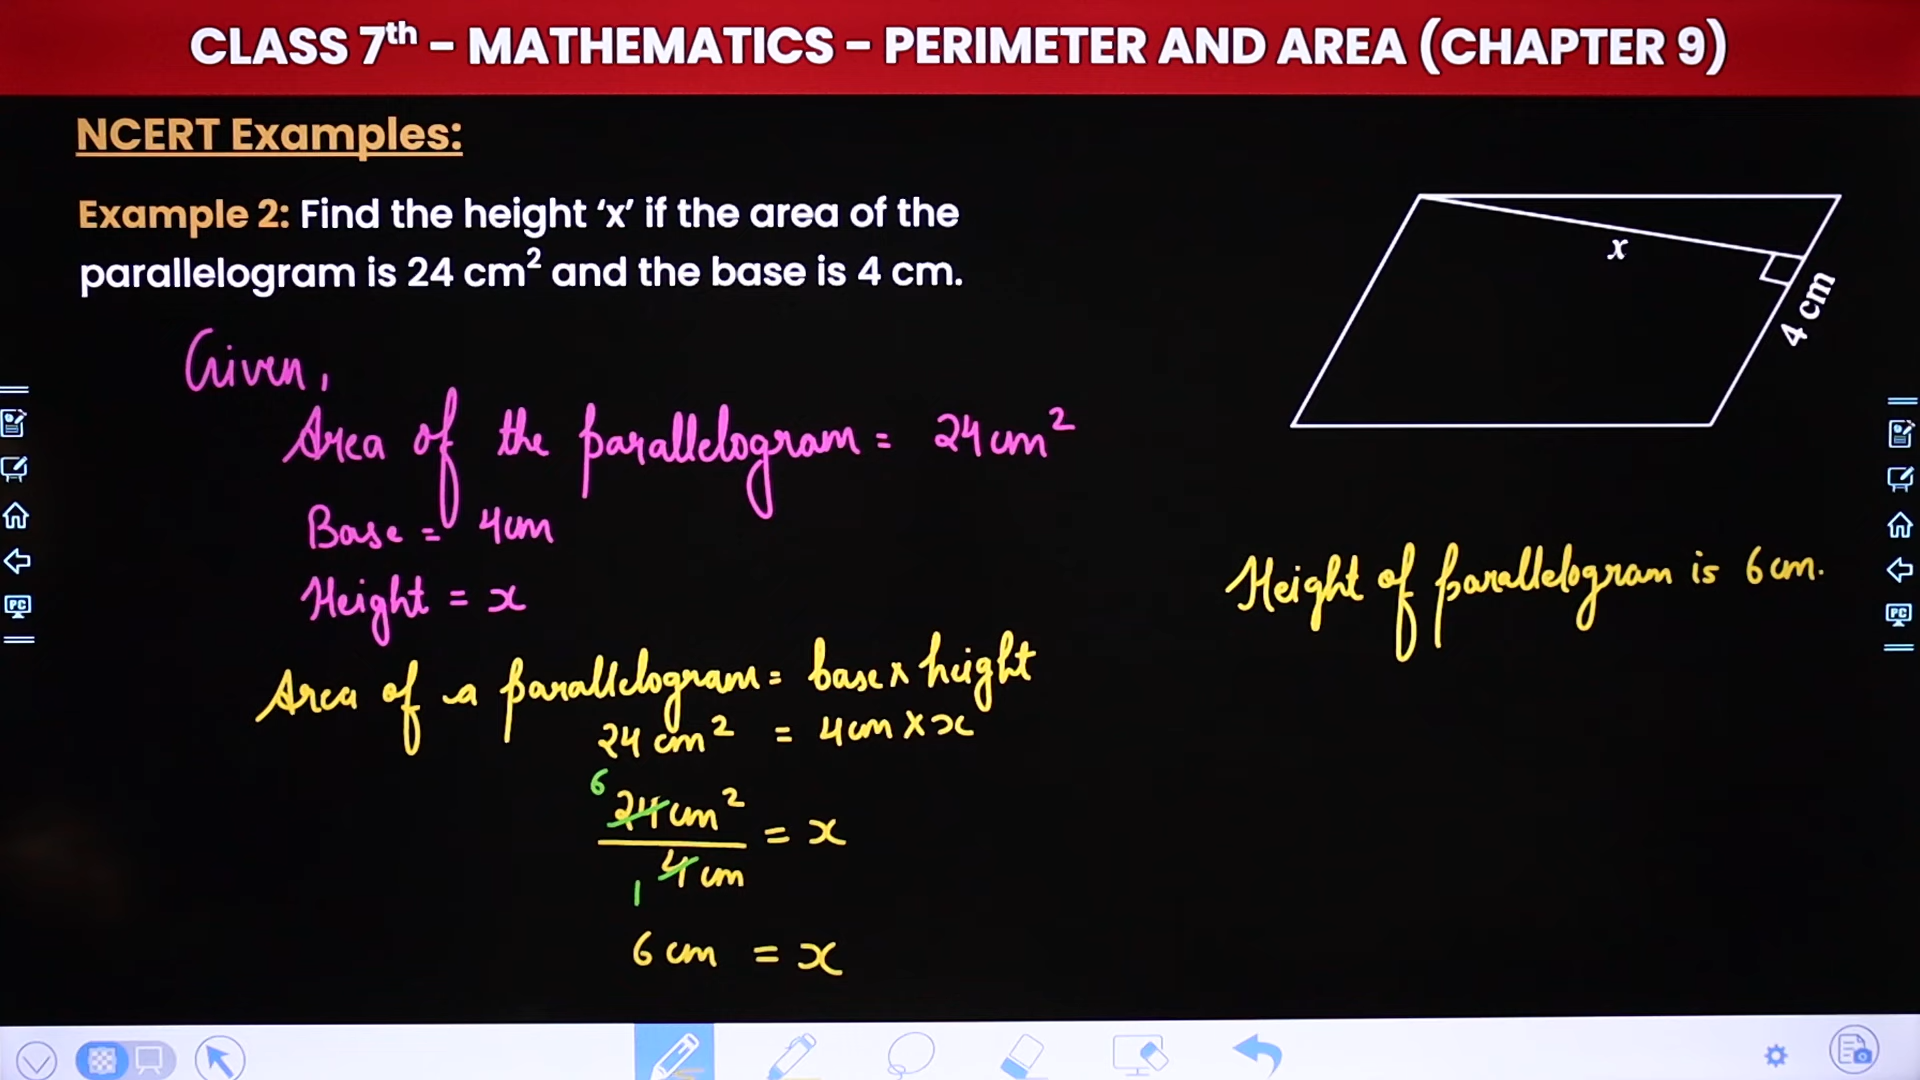 CLASS 7th - MATHEMATICS - PERIMETER AND AREA (CHAPTER 9)
NCERT Examples:
Example 2: Find the height ‘x’ if the area of the
parallelogram is 24 cm² and the base is 4 cm.
x
4 cm
Given,
Area of the parallelogram = 24 cm²
Base = 4cm
Height = x
Area of a parallelogram = base × height
24 cm² = 4cm × x
6
24 cm² = x
1 4 cm
6 cm = x
Height of parallelogram is 6 cm.
PC
PC